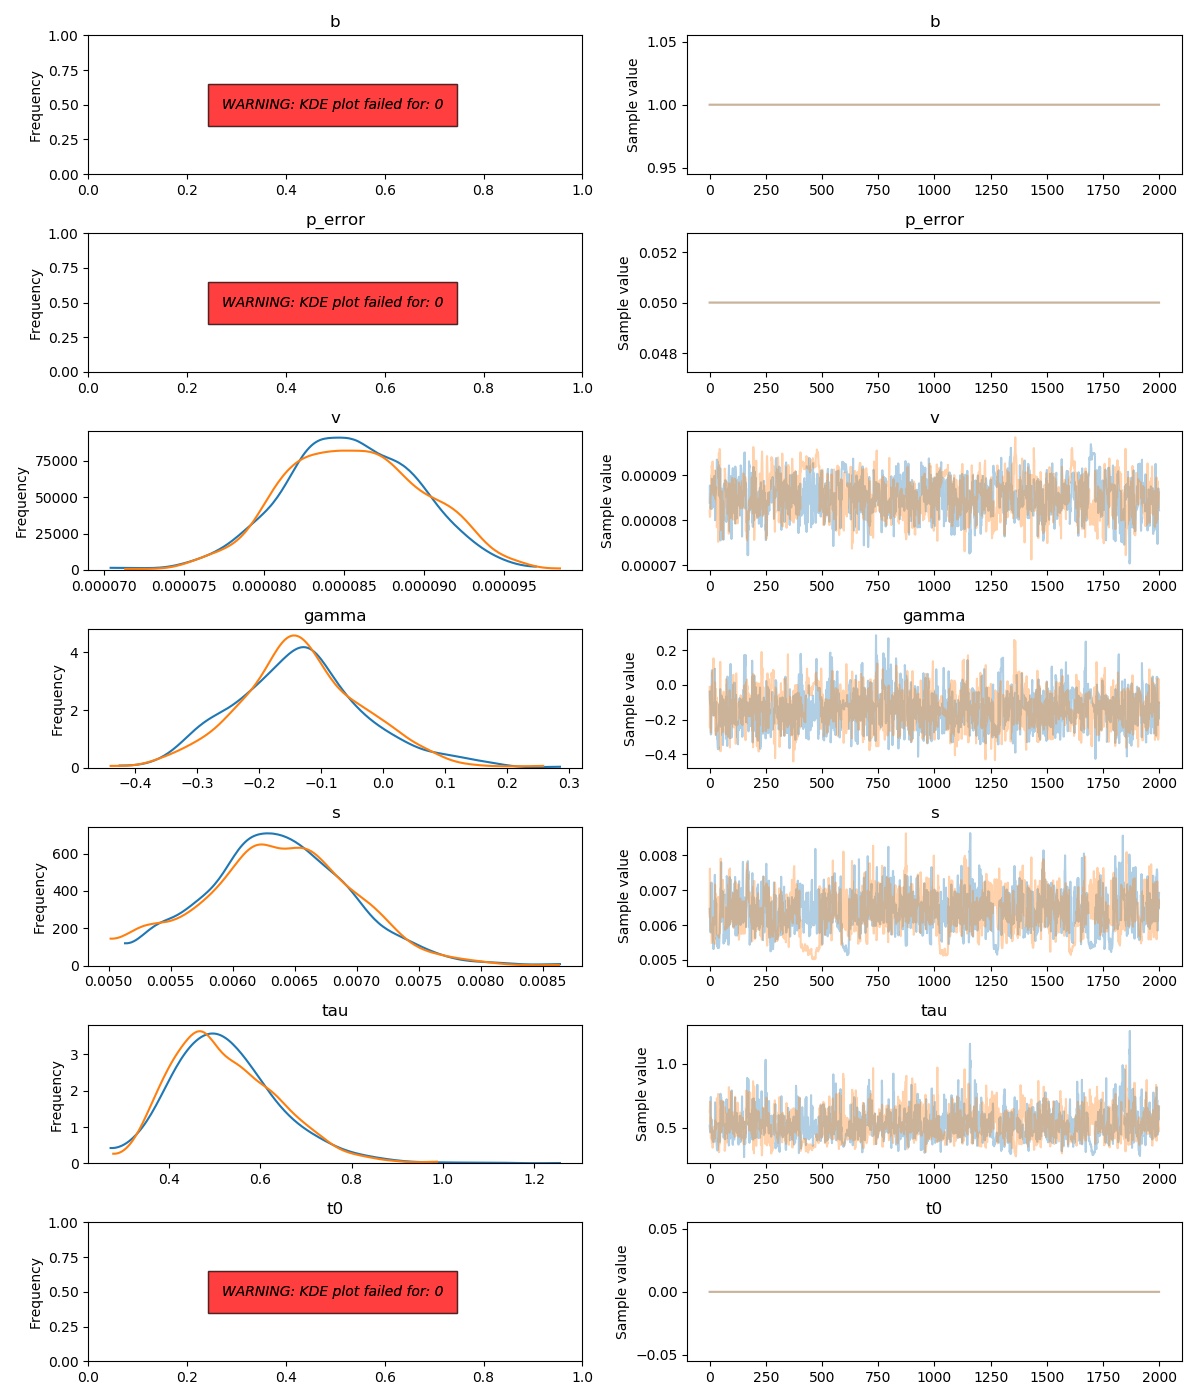 b
1.00
0.75
0.50
0.25
0.00
Frequency
WARNING: KDE plot failed for: 0
0.0 0.2 0.4 0.6 0.8 1.0
b
1.05
1.00
0.95
Sample value
0 250 500 750 1000 1250 1500 1750 2000
p_error
1.00
0.75
0.50
0.25
0.00
Frequency
WARNING: KDE plot failed for: 0
0.0 0.2 0.4 0.6 0.8 1.0
p_error
0.052
0.050
0.048
Sample value
0 250 500 750 1000 1250 1500 1750 2000
v
75000
50000
25000
0
Frequency
0.000070 0.000075 0.000080 0.000085 0.000090 0.000095
v
0.00009
0.00008
0.00007
Sample value
0 250 500 750 1000 1250 1500 1750 2000
gamma
4
2
0
Frequency
−0.4 −0.3 −0.2 −0.1 0.0 0.1 0.2 0.3
gamma
0.2
0.0
−0.2
−0.4
Sample value
0 250 500 750 1000 1250 1500 1750 2000
s
600
400
200
0
Frequency
0.0050 0.0055 0.0060 0.0065 0.0070 0.0075 0.0080 0.0085
s
0.008
0.007
0.006
0.005
Sample value
0 250 500 750 1000 1250 1500 1750 2000
tau
3
2
1
0
Frequency
0.4 0.6 0.8 1.0 1.2
tau
1.0
0.5
Sample value
0 250 500 750 1000 1250 1500 1750 2000
t0
1.00
0.75
0.50
0.25
0.00
Frequency
WARNING: KDE plot failed for: 0
0.0 0.2 0.4 0.6 0.8 1.0
t0
0.05
0.00
−0.05
Sample value
0 250 500 750 1000 1250 1500 1750 2000